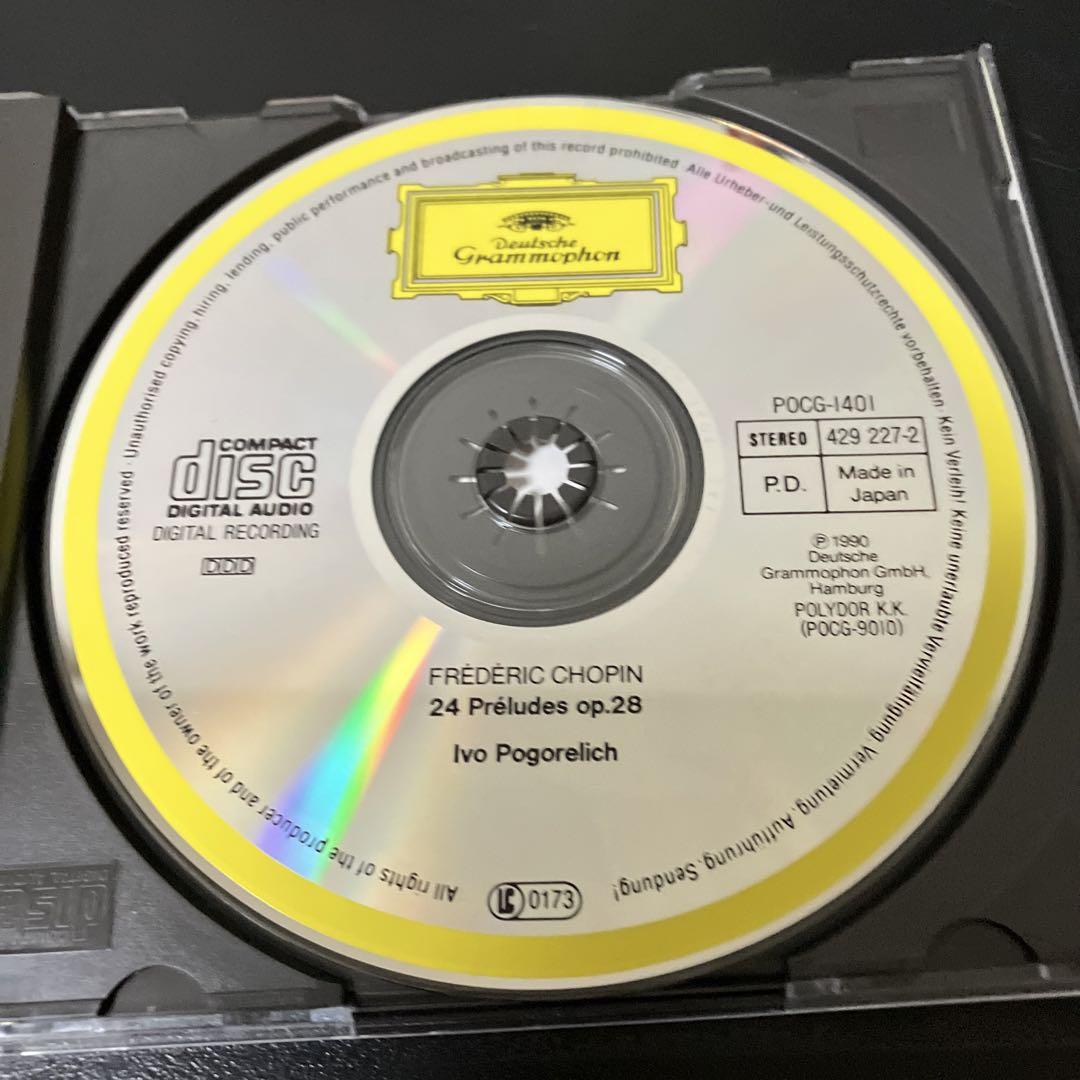 All rights of the producer and of the owner of the work reproduced reserved · Unauthorised copying, hiring, lending, public performance and broadcasting of this record prohibited · Alle Urheber-und Leistungsschutzrechte vorbehalten · Kein Verleih! Keine unerlaubte Vervielfältigung, Vermietung, Aufführung, Sendung!
Deutsche
Grammophon
COMPACT
disc
DIGITAL AUDIO
DIGITAL RECORDING
DDD
POCG-1401
STEREO 429 227-2
P.D. Made in
Japan
℗ 1990
Deutsche
Grammophon GmbH,
Hamburg
POLYDOR K.K.
(POCG-9010)
FRÉDÉRIC CHOPIN
24 Préludes op.28
Ivo Pogorelich
LC 0173